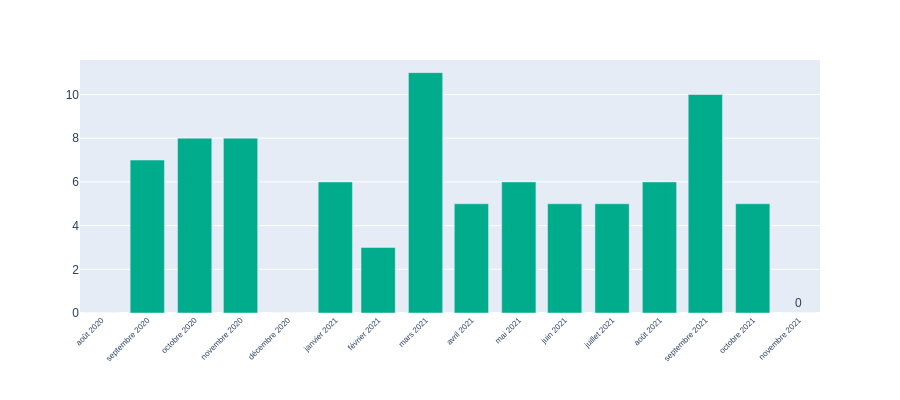 10
8
6
4
2
0
0
août 2020
septembre 2020
octobre 2020
novembre 2020
décembre 2020
janvier 2021
février 2021
mars 2021
avril 2021
mai 2021
juin 2021
juillet 2021
août 2021
septembre 2021
octobre 2021
novembre 2021